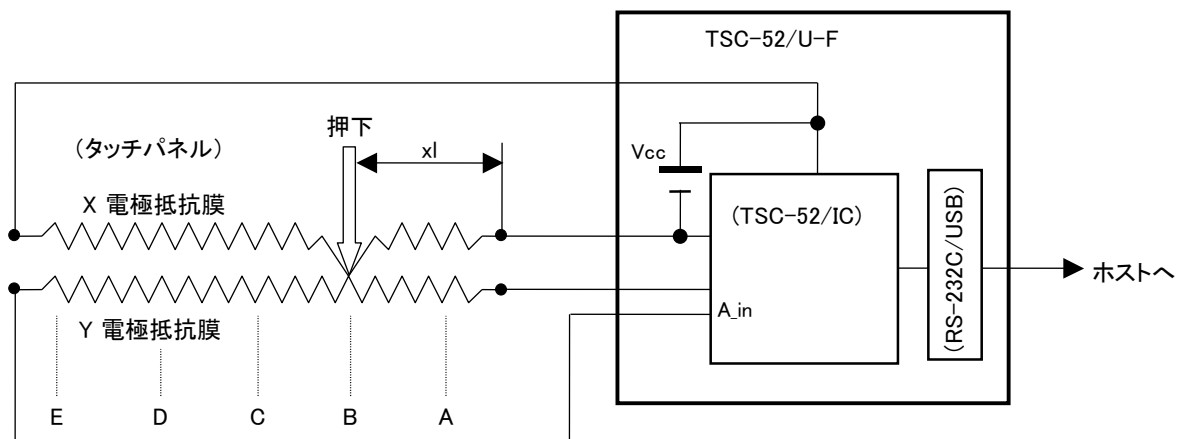 TSC-52/U-F
押下
(タッチパネル)
xl
Vcc
X 電極抵抗膜
(TSC-52/IC)
(RS-232C/USB)
ホストへ
A_in
Y 電極抵抗膜
E D C B A